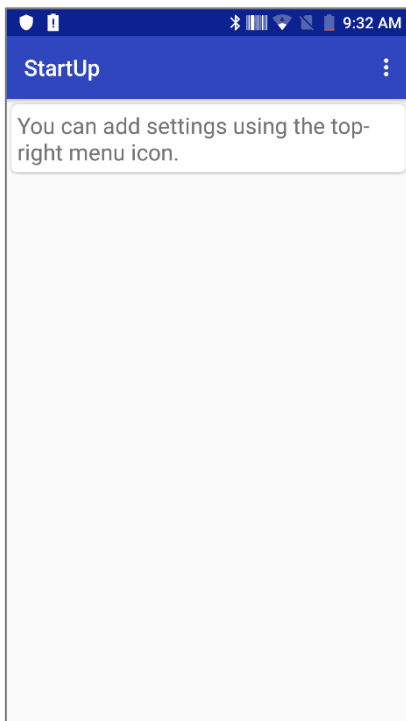 9:32 AM
StartUp
You can add settings using the top-
right menu icon.